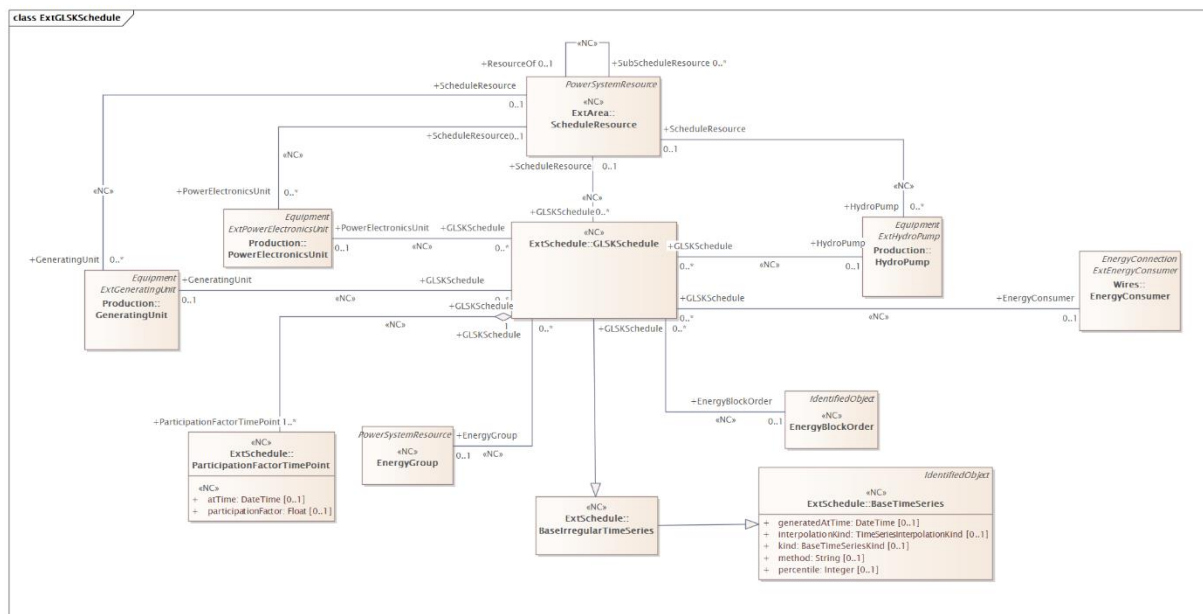 class ExtGLSKSchedule
«NC»
+ResourceOf 0..1
+SubScheduleResource 0..*
+ScheduleResource
0..1
PowerSystemResource
«NC»
ExtArea::
ScheduleResource
+ScheduleResource
0..1
+ScheduleResource
0..1
+ScheduleResource 0..1
«NC»
«NC»
«NC»
«NC»
+PowerElectronicsUnit
0..*
+GLSKSchedule 0..*
+HydroPump
0..*
Equipment
ExtPowerElectronicsUnit
Production::
PowerElectronicsUnit
+PowerElectronicsUnit
0..1
«NC»
+GLSKSchedule
0..*
«NC»
ExtSchedule::GLSKSchedule
+GLSKSchedule
0..*
«NC»
+HydroPump
0..1
Equipment
ExtHydroPump
Production::
HydroPump
+GeneratingUnit
0..*
Equipment
ExtGeneratingUnit
Production::
GeneratingUnit
+GeneratingUnit
0..1
«NC»
+GLSKSchedule
0..*
+GLSKSchedule
0..*
«NC»
+EnergyConsumer
0..1
EnergyConnection
ExtEnergyConsumer
Wires::
EnergyConsumer
+GLSKSchedule
1
+GLSKSchedule
0..*
+GLSKSchedule
0..*
«NC»
«NC»
+ParticipationFactorTimePoint 1..*
«NC»
ExtSchedule::
ParticipationFactorTimePoint
«NC»
+ atTime: DateTime [0..1]
+ participationFactor: Float [0..1]
PowerSystemResource
«NC»
EnergyGroup
+EnergyGroup
0..1
+EnergyBlockOrder
«NC»
0..1
IdentifiedObject
«NC»
EnergyBlockOrder
«NC»
ExtSchedule::
BaseIrregularTimeSeries
IdentifiedObject
«NC»
ExtSchedule::BaseTimeSeries
+ generatedAtTime: DateTime [0..1]
+ interpolationKind: TimeSeriesInterpolationKind [0..1]
+ kind: BaseTimeSeriesKind [0..1]
+ method: String [0..1]
+ percentile: Integer [0..1]